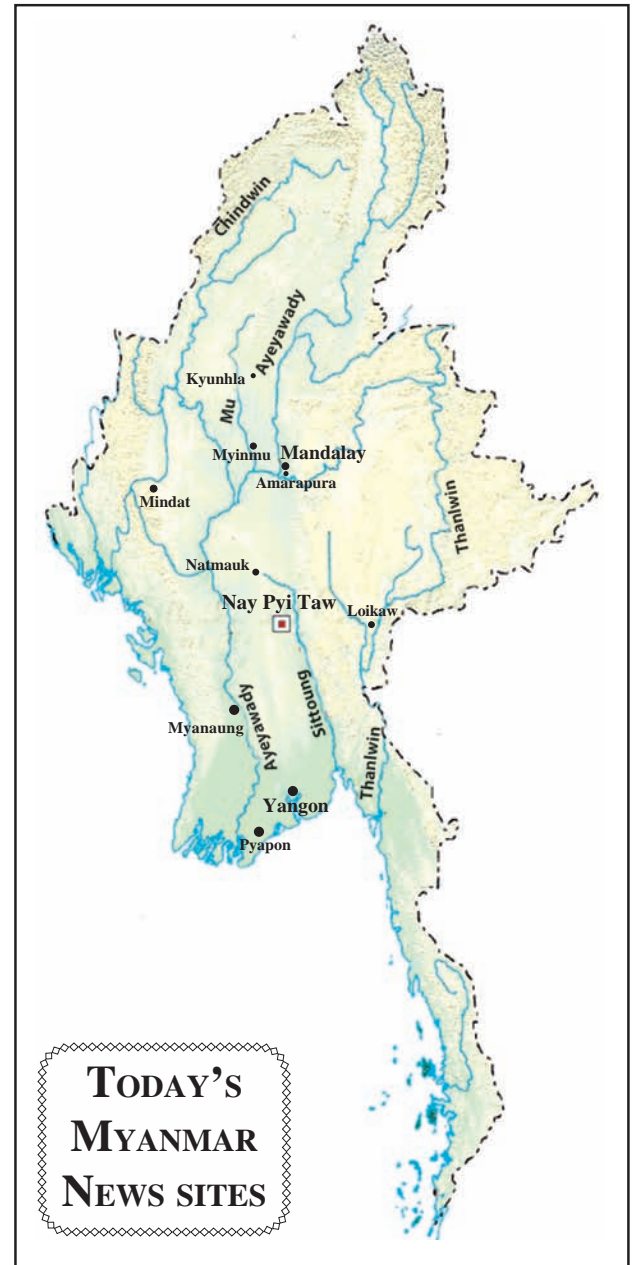 Chindwin
Ayeyawady
Kyunhla
Mu
Myinmu
Mandalay
Amarapura
Mindat
Thanlwin
Natmauk
Nay Pyi Taw
Loikaw
Sittoung
Ayeyawady
Myanaung
Thanlwin
Yangon
Pyapon
TODAY'S
MYANMAR
NEWS SITES